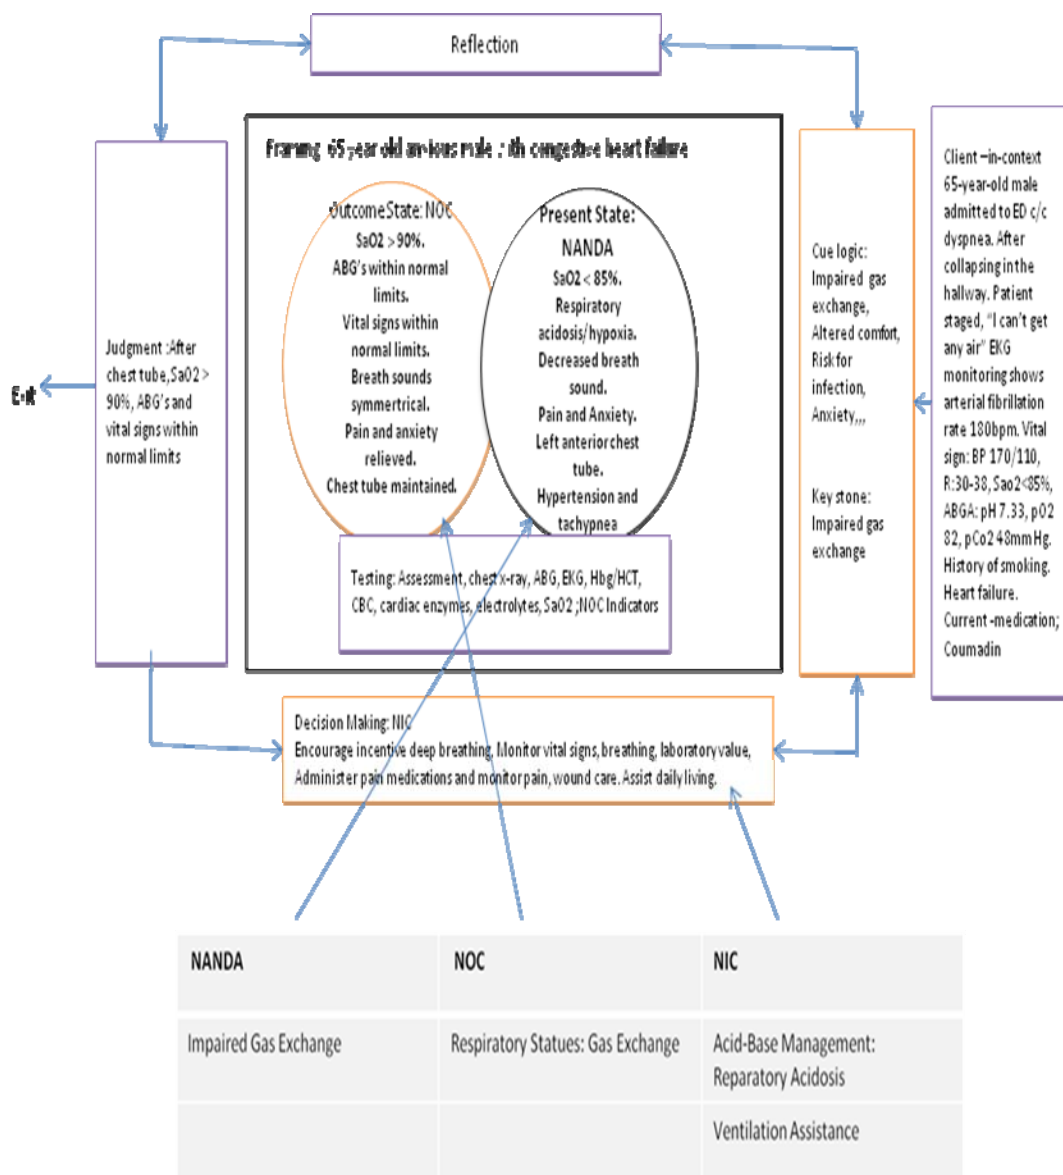 Reflection
Framing 65 year old anxious male with congestive heart failure
Outcome State: NOC
SaO2 > 90%.
ABG's within normal
limits.
Vital signs within
normal limits.
Breath sounds
symmertrical.
Pain and anxiety
relieved.
Chest tube maintained.
Present State:
NANDA
SaO2 < 85%.
Respiratory
acidosis/hypoxia.
Decreased breath
sound.
Pain and Anxiety.
Left anterior chest
tube.
Hypertension and
tachypnea
Testing: Assessment, chest x-ray, ABG, EKG, Hbg/HCT,
CBC, cardiac enzymes, electrolytes, SaO2 ;NOC Indicators
Judgment :After
chest tube,SaO2 >
90%, ABG's and
vital signs within
normal limits
Exit
Cue logic:
Impaired gas
exchange,
Altered comfort,
Risk for
infection,
Anxiety,,,
Key stone:
Impaired gas
exchange
Client –in-context
65-year-old male
admitted to ED c/c
dyspnea. After
collapsing in the
hallway. Patient
staged, “I can’t get
any air” EKG
monitoring shows
arterial fibrillation
rate 180bpm. Vital
sign: BP 170/110,
R:30-38, Sao2<85%,
ABGA: pH 7.33, pO2
82, pCo2 48mmHg.
History of smoking.
Heart failure.
Current -medication;
Coumadin
Decision Making: NIC
Encourage incentive deep breathing, Monitor vital signs, breathing, laboratory value,
Administer pain medications and monitor pain, wound care. Assist daily living.
NANDA NOC NIC
Impaired Gas Exchange Respiratory Statues: Gas Exchange Acid-Base Management:
Reparatory Acidosis
Ventilation Assistance